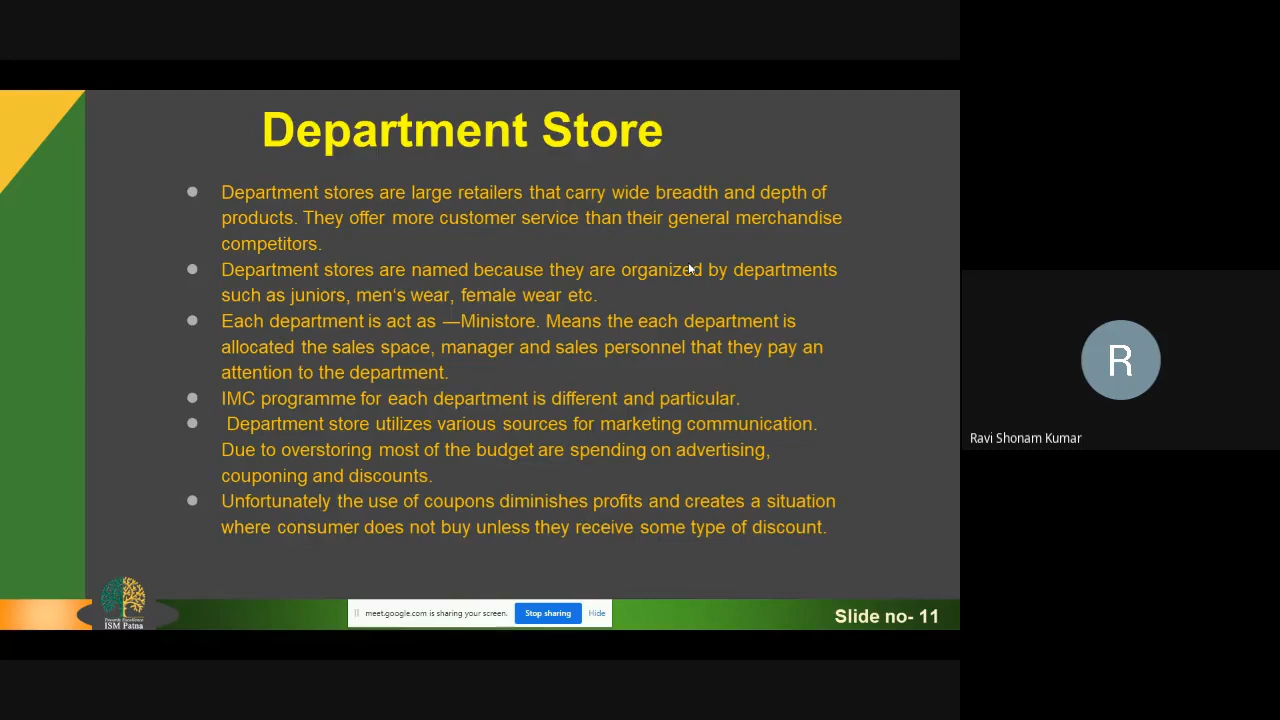 Department Store
Department stores are large retailers that carry wide breadth and depth of
products. They offer more customer service than their general merchandise
competitors.
Department stores are named because they are organized by departments
such as juniors, men‘s wear, female wear etc.
Each department is act as ―Ministore. Means the each department is
allocated the sales space, manager and sales personnel that they pay an
attention to the department.
IMC programme for each department is different and particular.
Department store utilizes various sources for marketing communication.
Due to overstoring most of the budget are spending on advertising,
couponing and discounts.
Unfortunately the use of coupons diminishes profits and creates a situation
where consumer does not buy unless they receive some type of discount.
Towards Excellence
ISM Patna
meet.google.com is sharing your screen.
Stop sharing
Hide
Slide no- 11
R
Ravi Shonam Kumar